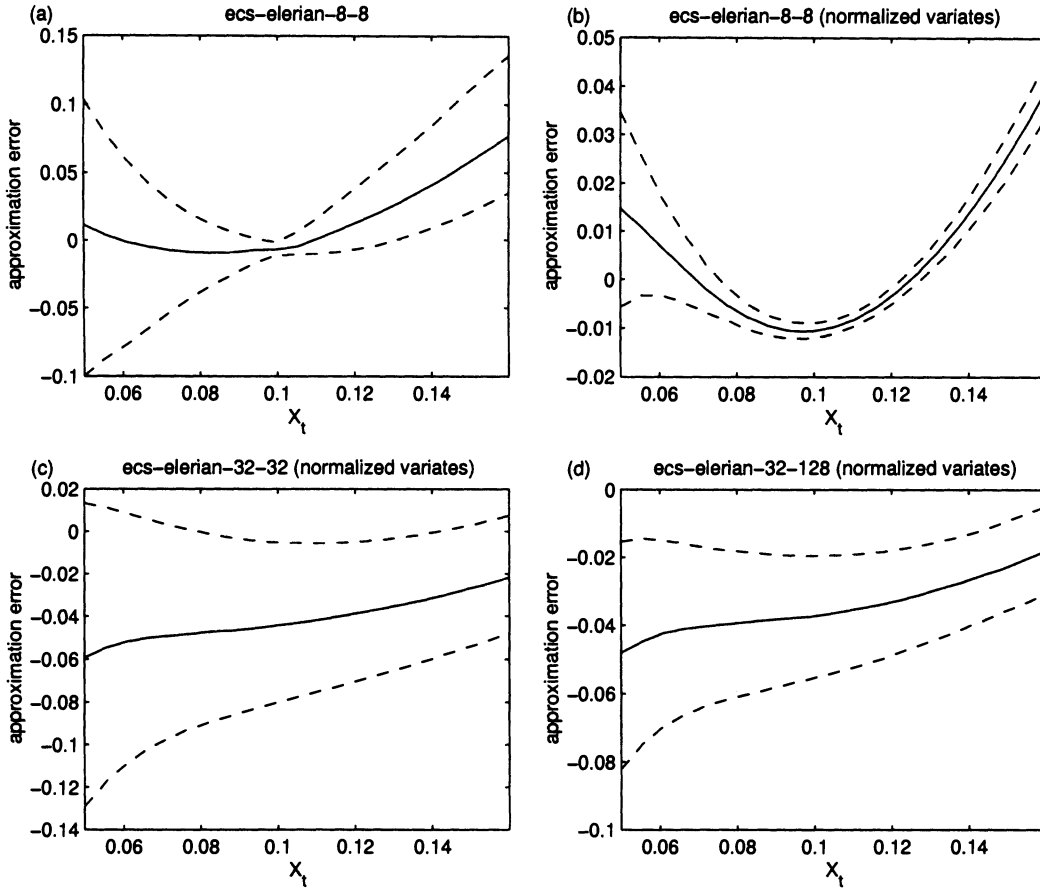 (a) ecs-elerian-8-8
0.15
0.1
0.05
0
-0.05
-0.1
approximation error
0.06 0.08 0.1 0.12 0.14
X_t
(b) ecs-elerian-8-8 (normalized variates)
0.05
0.04
0.03
0.02
0.01
0
-0.01
-0.02
approximation error
0.06 0.08 0.1 0.12 0.14
X_t
(c) ecs-elerian-32-32 (normalized variates)
0.02
0
-0.02
-0.04
-0.06
-0.08
-0.1
-0.12
-0.14
approximation error
0.06 0.08 0.1 0.12 0.14
X_t
(d) ecs-elerian-32-128 (normalized variates)
0
-0.02
-0.04
-0.06
-0.08
-0.1
approximation error
0.06 0.08 0.1 0.12 0.14
X_t